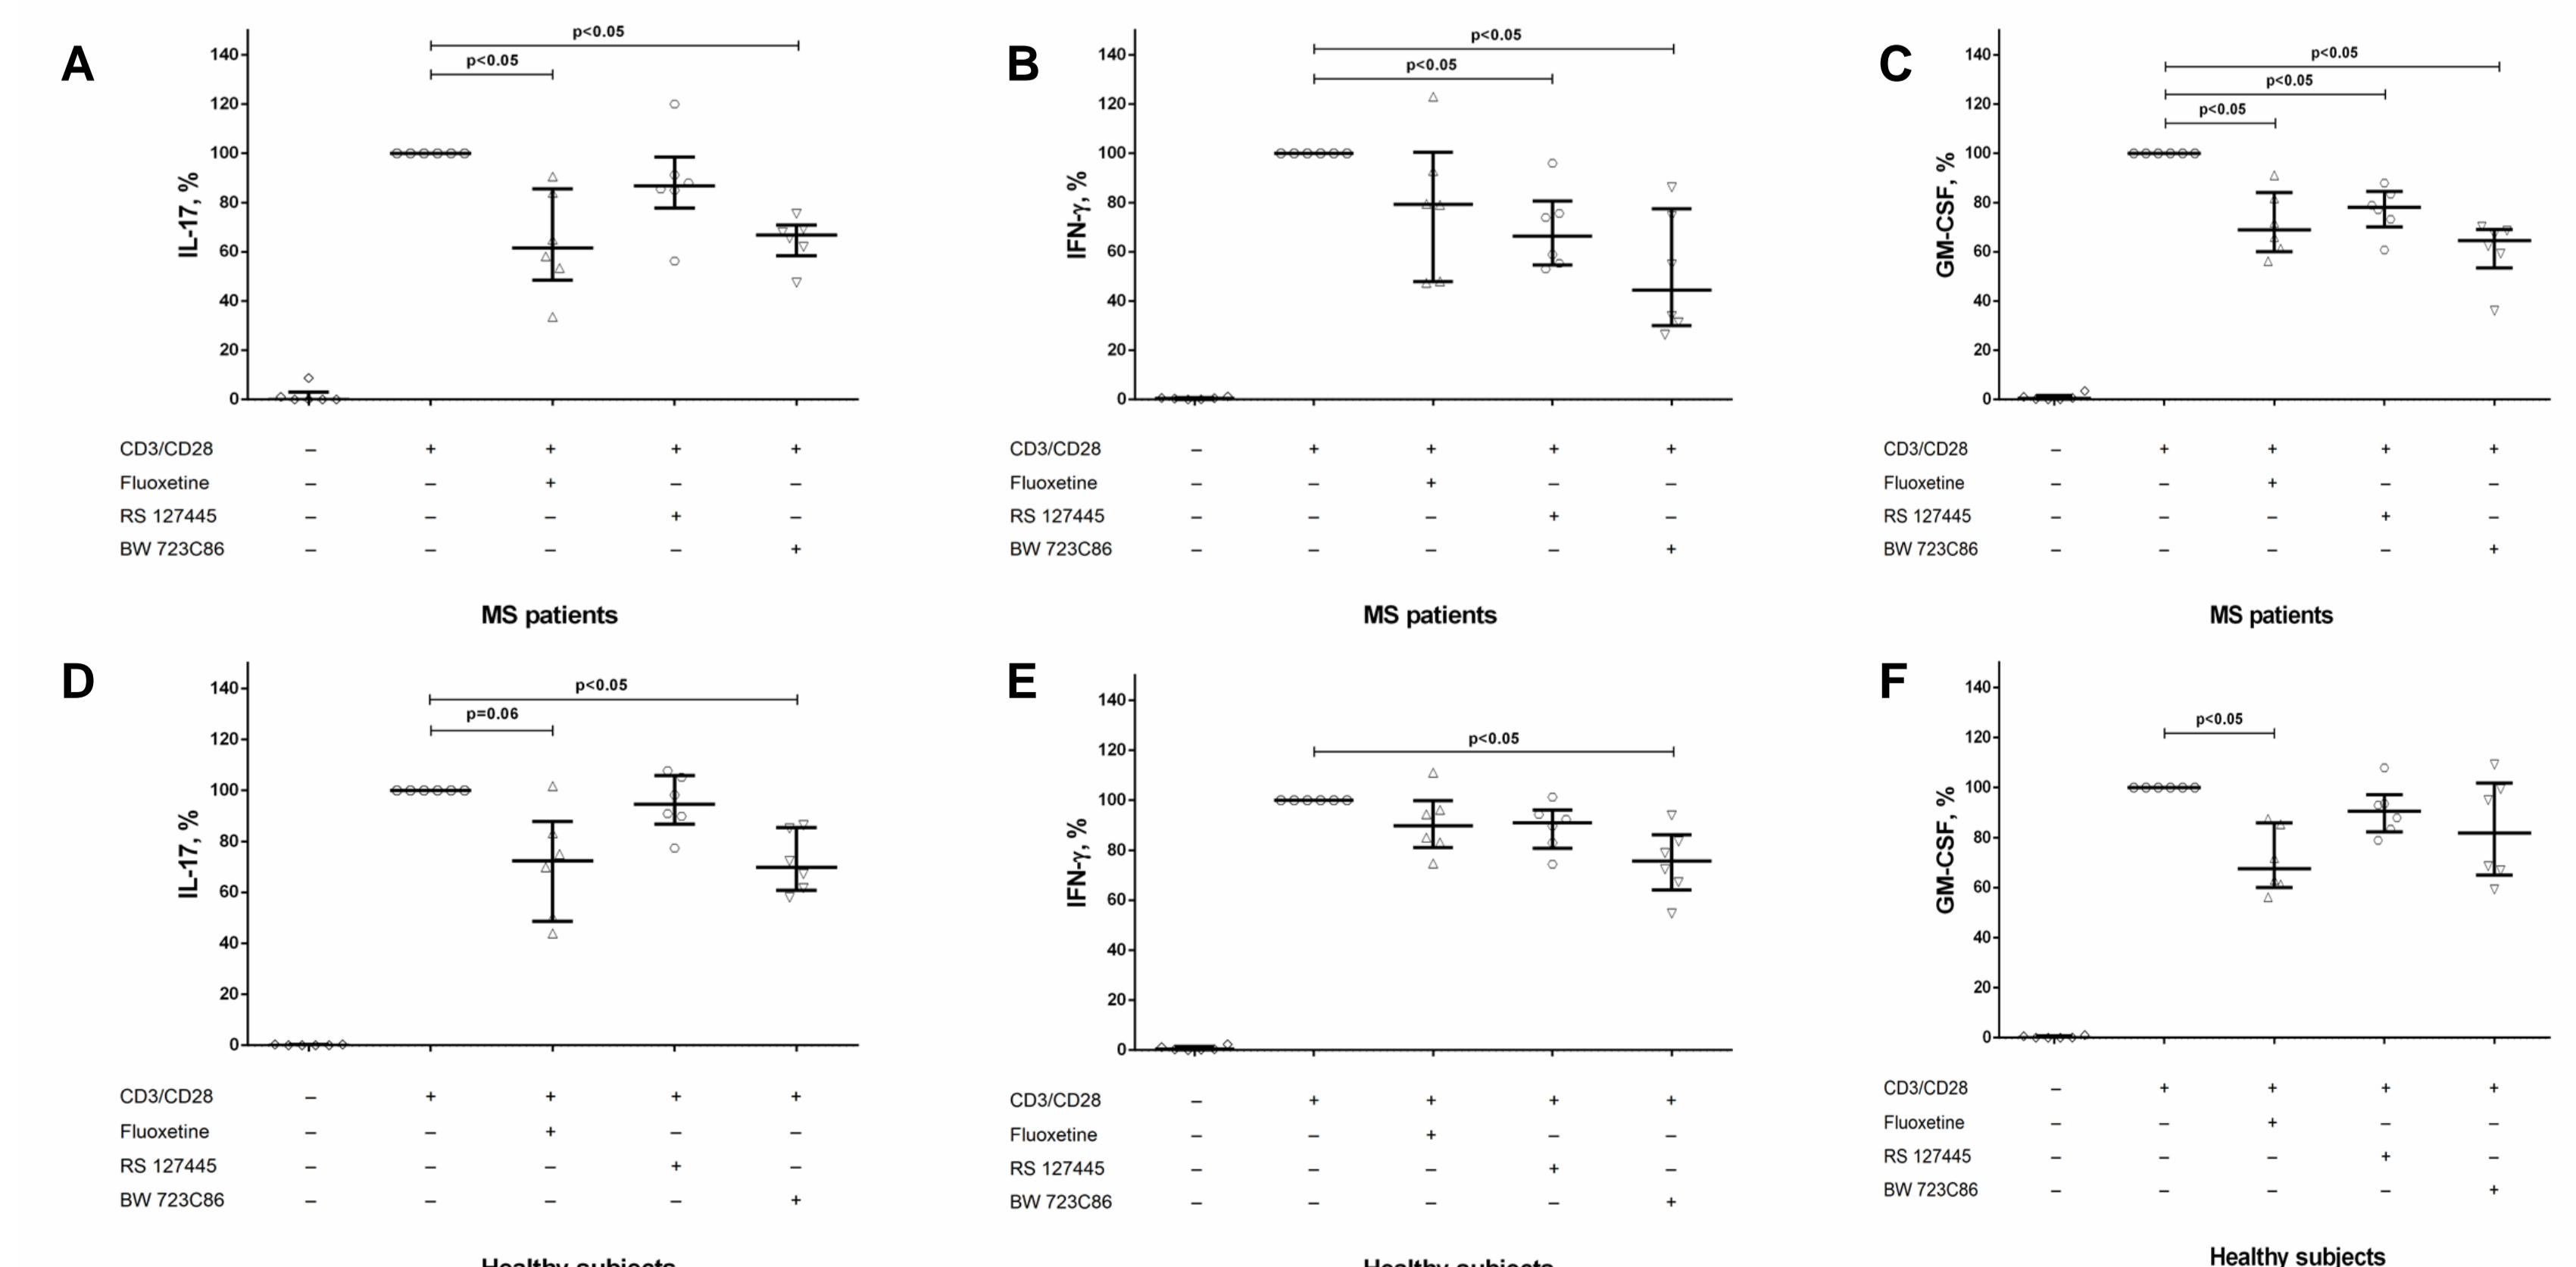 A
p<0.05
p<0.05
IL-17, %
140
120
100
80
60
40
20
0
CD3/CD28 – + + + +
Fluoxetine – – + – –
RS 127445 – – – + –
BW 723C86 – – – – +
MS patients
B
p<0.05
p<0.05
IFN-γ, %
140
120
100
80
60
40
20
0
CD3/CD28 – + + + +
Fluoxetine – – + – –
RS 127445 – – – + –
BW 723C86 – – – – +
MS patients
C
p<0.05
p<0.05
p<0.05
GM-CSF, %
140
120
100
80
60
40
20
0
CD3/CD28 – + + + +
Fluoxetine – – + – –
RS 127445 – – – + –
BW 723C86 – – – – +
MS patients
D
p<0.05
p=0.06
IL-17, %
140
120
100
80
60
40
20
0
CD3/CD28 – + + + +
Fluoxetine – – + – –
RS 127445 – – – + –
BW 723C86 – – – – +
Healthy subjects
E
p<0.05
IFN-γ, %
140
120
100
80
60
40
20
0
CD3/CD28 – + + + +
Fluoxetine – – + – –
RS 127445 – – – + –
BW 723C86 – – – – +
Healthy subjects
F
p<0.05
GM-CSF, %
140
120
100
80
60
40
20
0
CD3/CD28 – + + + +
Fluoxetine – – + – –
RS 127445 – – – + –
BW 723C86 – – – – +
Healthy subjects